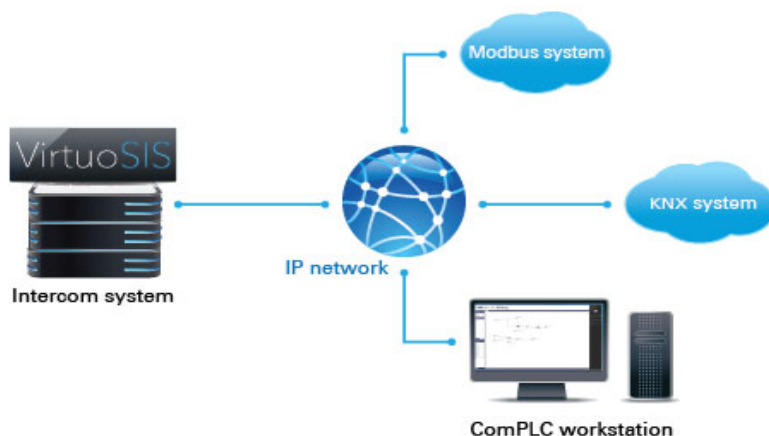 Modbus system
VirtuoSIS
KNX system
IP network
Intercom system
ComPLC workstation